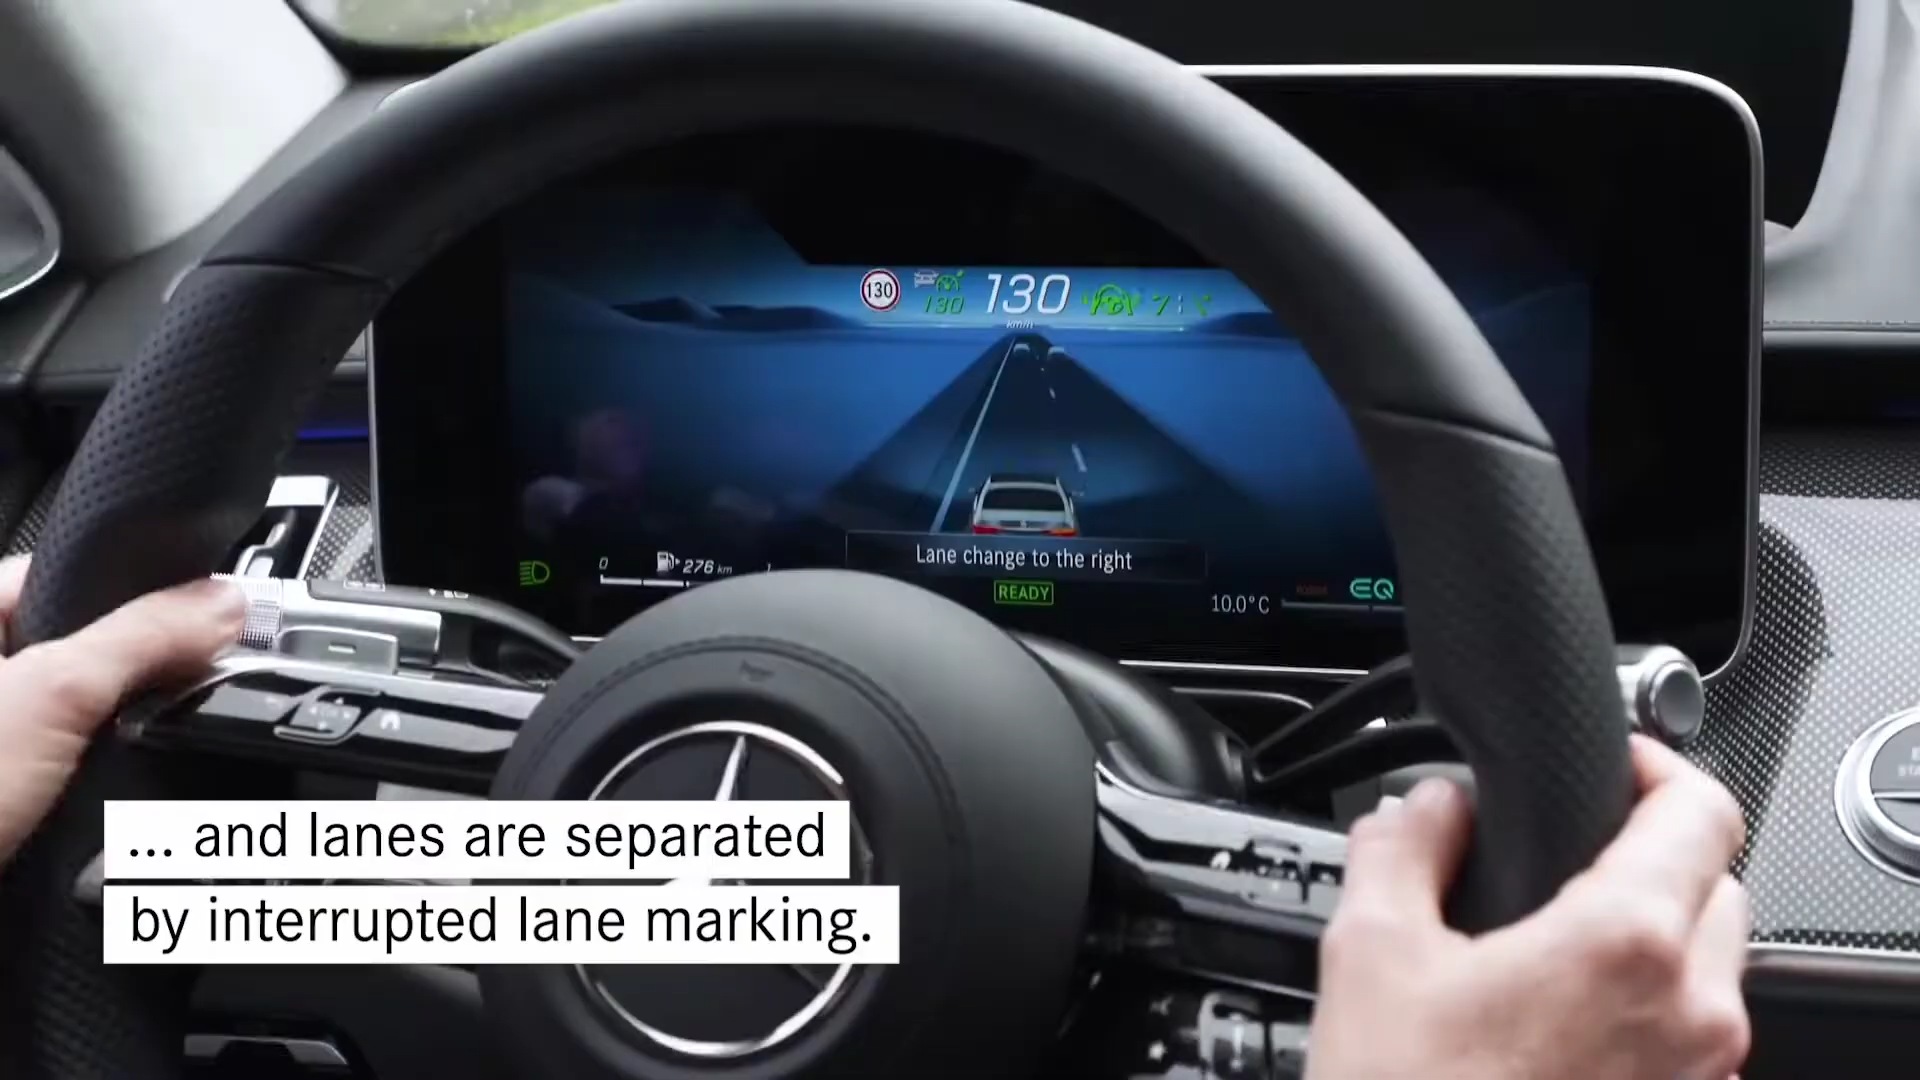 130
130
130
km/h
Lane change to the right
0
276 km
READY
10.0°C
EQ
... and lanes are separated
by interrupted lane marking.